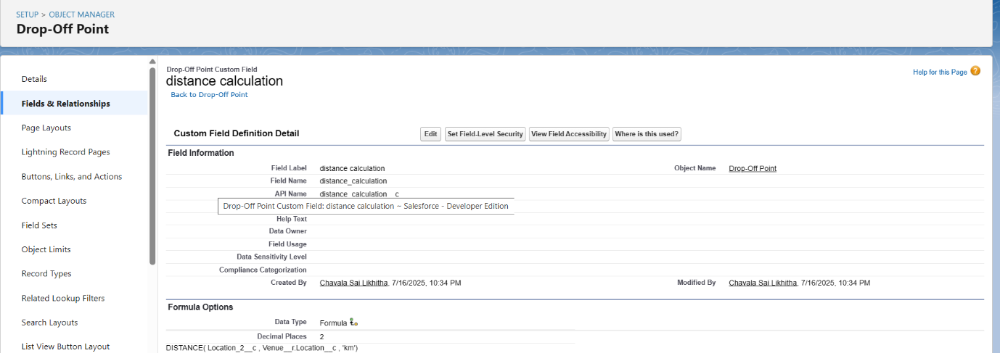 SETUP > OBJECT MANAGER
Drop-Off Point
Details
Fields & Relationships
Page Layouts
Lightning Record Pages
Buttons, Links, and Actions
Compact Layouts
Field Sets
Object Limits
Record Types
Related Lookup Filters
Search Layouts
List View Button Layout
Drop-Off Point Custom Field
distance calculation
Back to Drop-Off Point
Help for this Page ?
Custom Field Definition Detail Edit Set Field-Level Security View Field Accessibility Where is this used?
Field Information
Field Label distance calculation Object Name Drop-Off Point
Field Name distance_calculation
API Name distance_calculation__c
Drop-Off Point Custom Field: distance calculation ~ Salesforce - Developer Edition
Help Text
Data Owner
Field Usage
Data Sensitivity Level
Compliance Categorization
Created By Chavala Sai Likhitha, 7/16/2025, 10:34 PM Modified By Chavala Sai Likhitha, 7/16/2025, 10:34 PM
Formula Options
Data Type Formula
Decimal Places 2
DISTANCE( Location_2__c , Venue__r.Location__c , 'km')